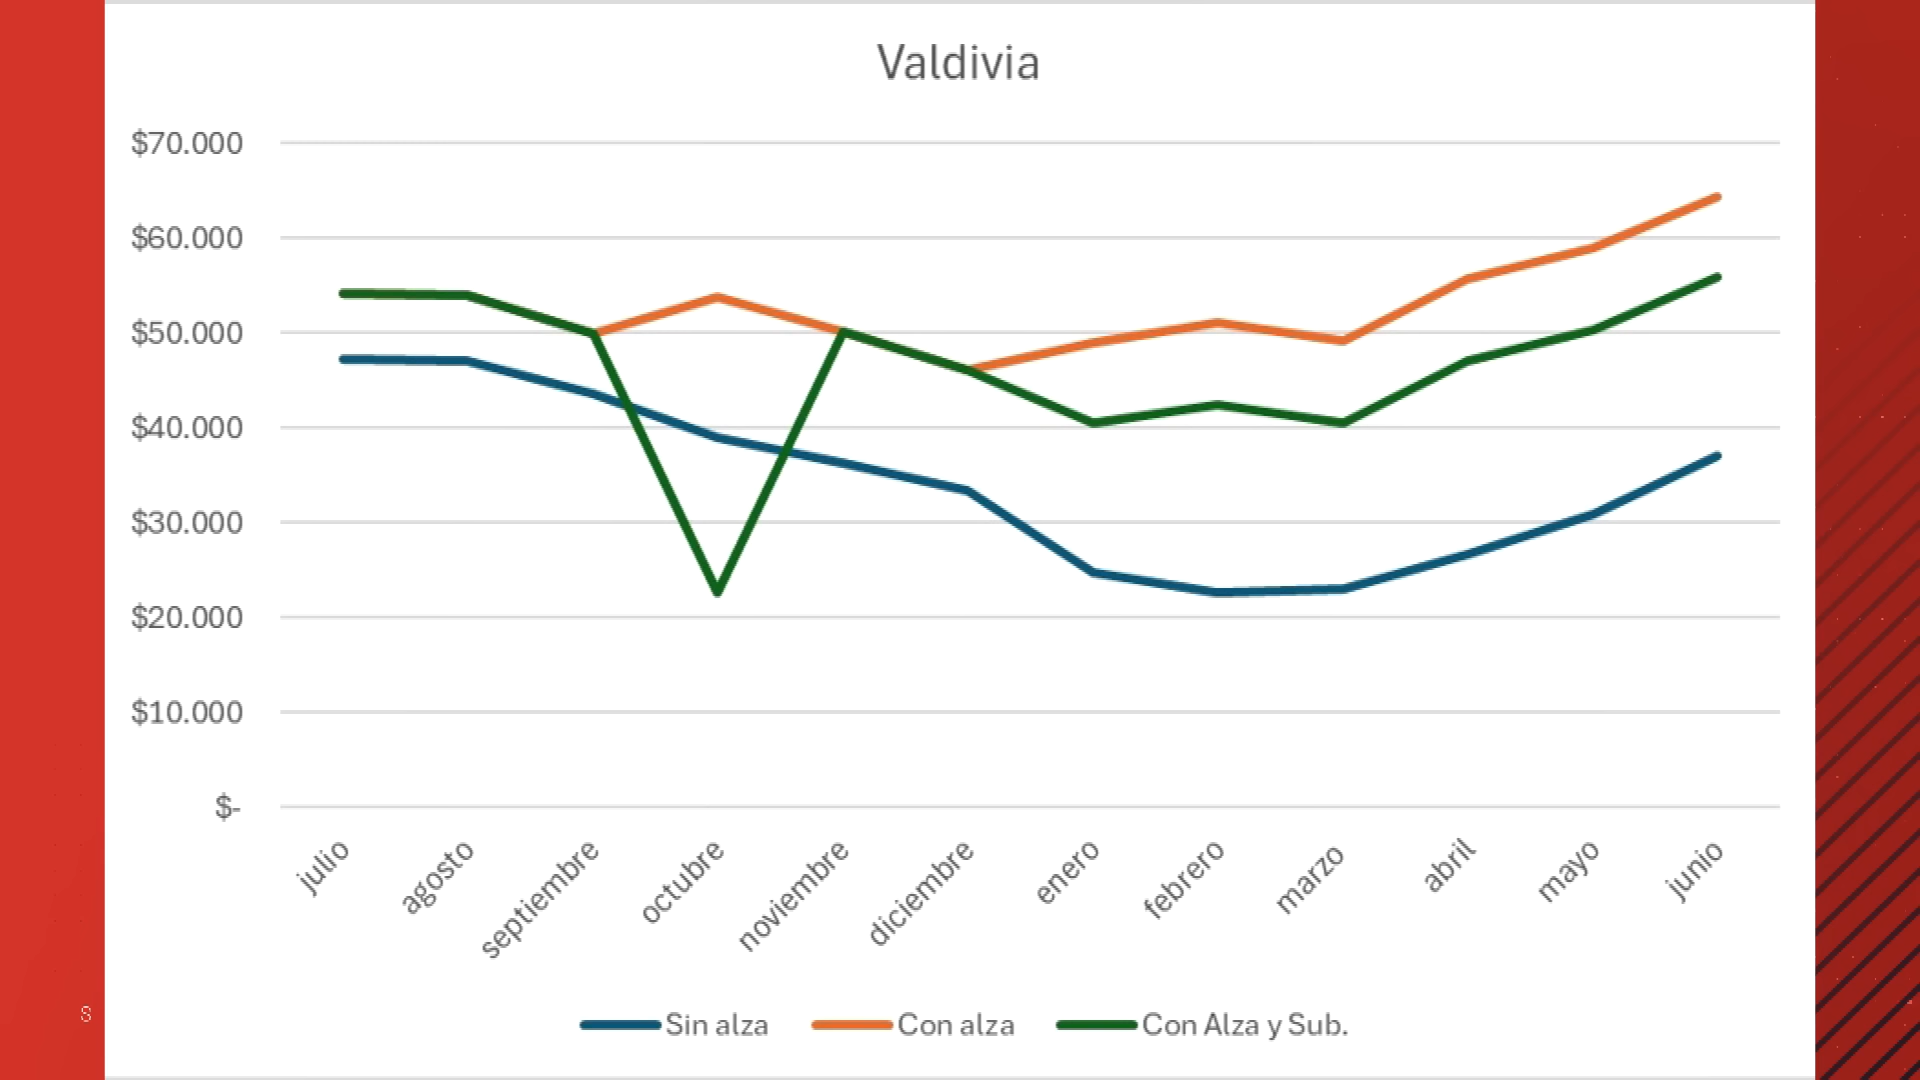 Valdivia
$70.000
$60.000
$50.000
$40.000
$30.000
$20.000
$10.000
$-
julio
agosto
septiembre
octubre
noviembre
diciembre
enero
febrero
marzo
abril
mayo
junio
Sin alza
Con alza
Con Alza y Sub.
8